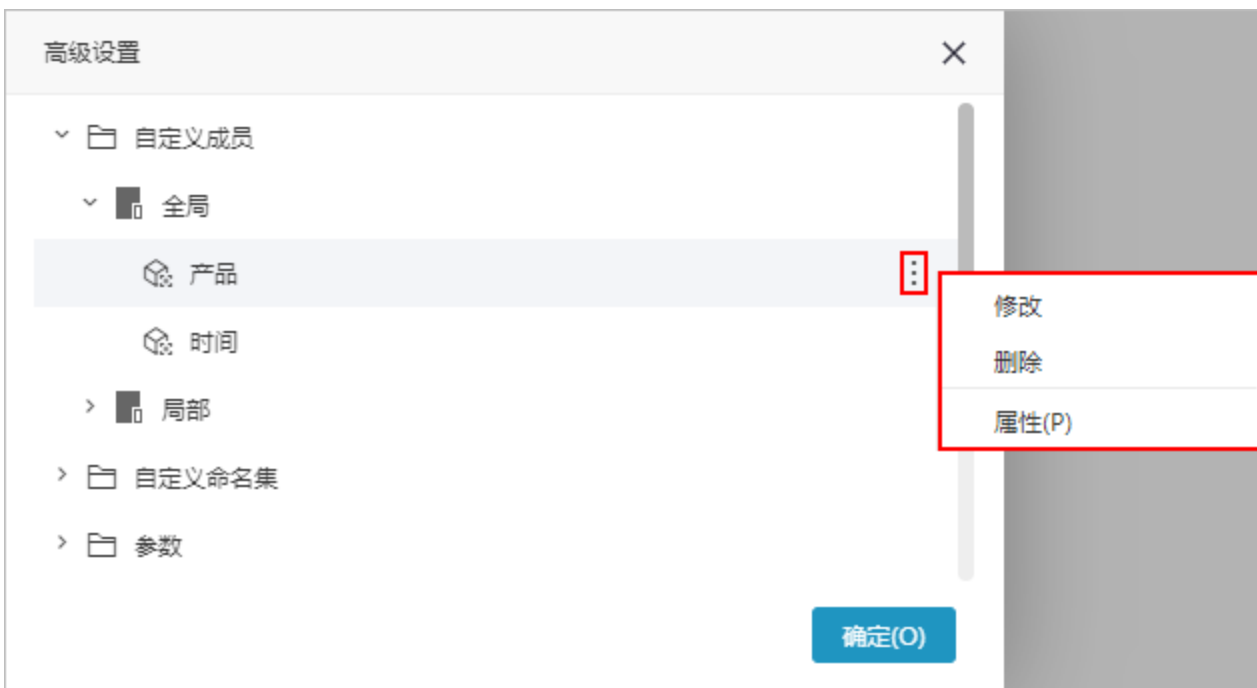 高级设置
自定义成员
全局
产品
修改
时间
删除
局部
属性(P)
自定义命名集
参数
确定(O)